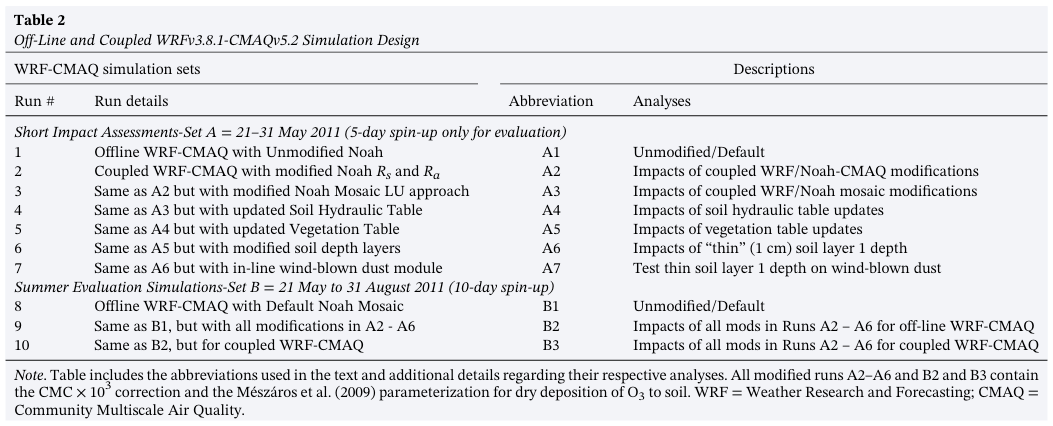 Table 2
Off-Line and Coupled WRFv3.8.1-CMAQv5.2 Simulation Design
WRF-CMAQ simulation sets Descriptions
Run # Run details Abbreviation Analyses
Short Impact Assessments-Set A = 21–31 May 2011 (5-day spin-up only for evaluation)
1 Offline WRF-CMAQ with Unmodified Noah A1 Unmodified/Default
2 Coupled WRF-CMAQ with modified Noah Rs and Ra A2 Impacts of coupled WRF/Noah-CMAQ modifications
3 Same as A2 but with modified Noah Mosaic LU approach A3 Impacts of coupled WRF/Noah mosaic modifications
4 Same as A3 but with updated Soil Hydraulic Table A4 Impacts of soil hydraulic table updates
5 Same as A4 but with updated Vegetation Table A5 Impacts of vegetation table updates
6 Same as A5 but with modified soil depth layers A6 Impacts of “thin” (1 cm) soil layer 1 depth
7 Same as A6 but with in-line wind-blown dust module A7 Test thin soil layer 1 depth on wind-blown dust
Summer Evaluation Simulations-Set B = 21 May to 31 August 2011 (10-day spin-up)
8 Offline WRF-CMAQ with Default Noah Mosaic B1 Unmodified/Default
9 Same as B1, but with all modifications in A2 - A6 B2 Impacts of all mods in Runs A2 – A6 for off-line WRF-CMAQ
10 Same as B2, but for coupled WRF-CMAQ B3 Impacts of all mods in Runs A2 – A6 for coupled WRF-CMAQ
Note. Table includes the abbreviations used in the text and additional details regarding their respective analyses. All modified runs A2–A6 and B2 and B3 contain
the CMC × 10³ correction and the Mészáros et al. (2009) parameterization for dry deposition of O₃ to soil. WRF = Weather Research and Forecasting; CMAQ =
Community Multiscale Air Quality.